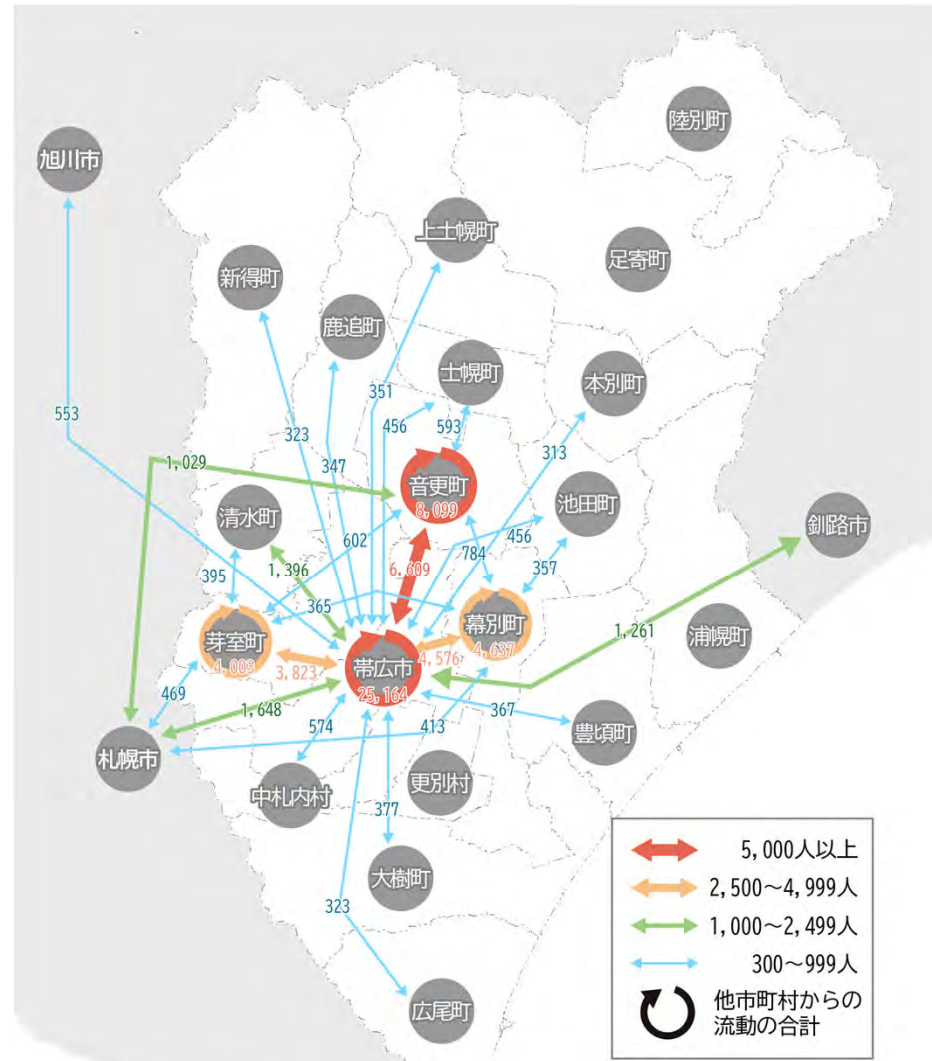 陸別町
旭川市
上士幌町
足寄町
新得町
鹿追町
士幌町
本別町
351
456
593
553
323
313
347
1,029
音更町
8,099
池田町
清水町
釧路市
456
602
784
357
1,396
6,609
395
365
幕別町
4,637
芽室町
4,003
1,261
浦幌町
4,576
3,823
帯広市
25,164
469
1,648
367
413
574
豊頃町
札幌市
更別村
中札内村
377
大樹町
323
広尾町
5,000人以上
2,500～4,999人
1,000～2,499人
300～999人
他市町村からの
流動の合計